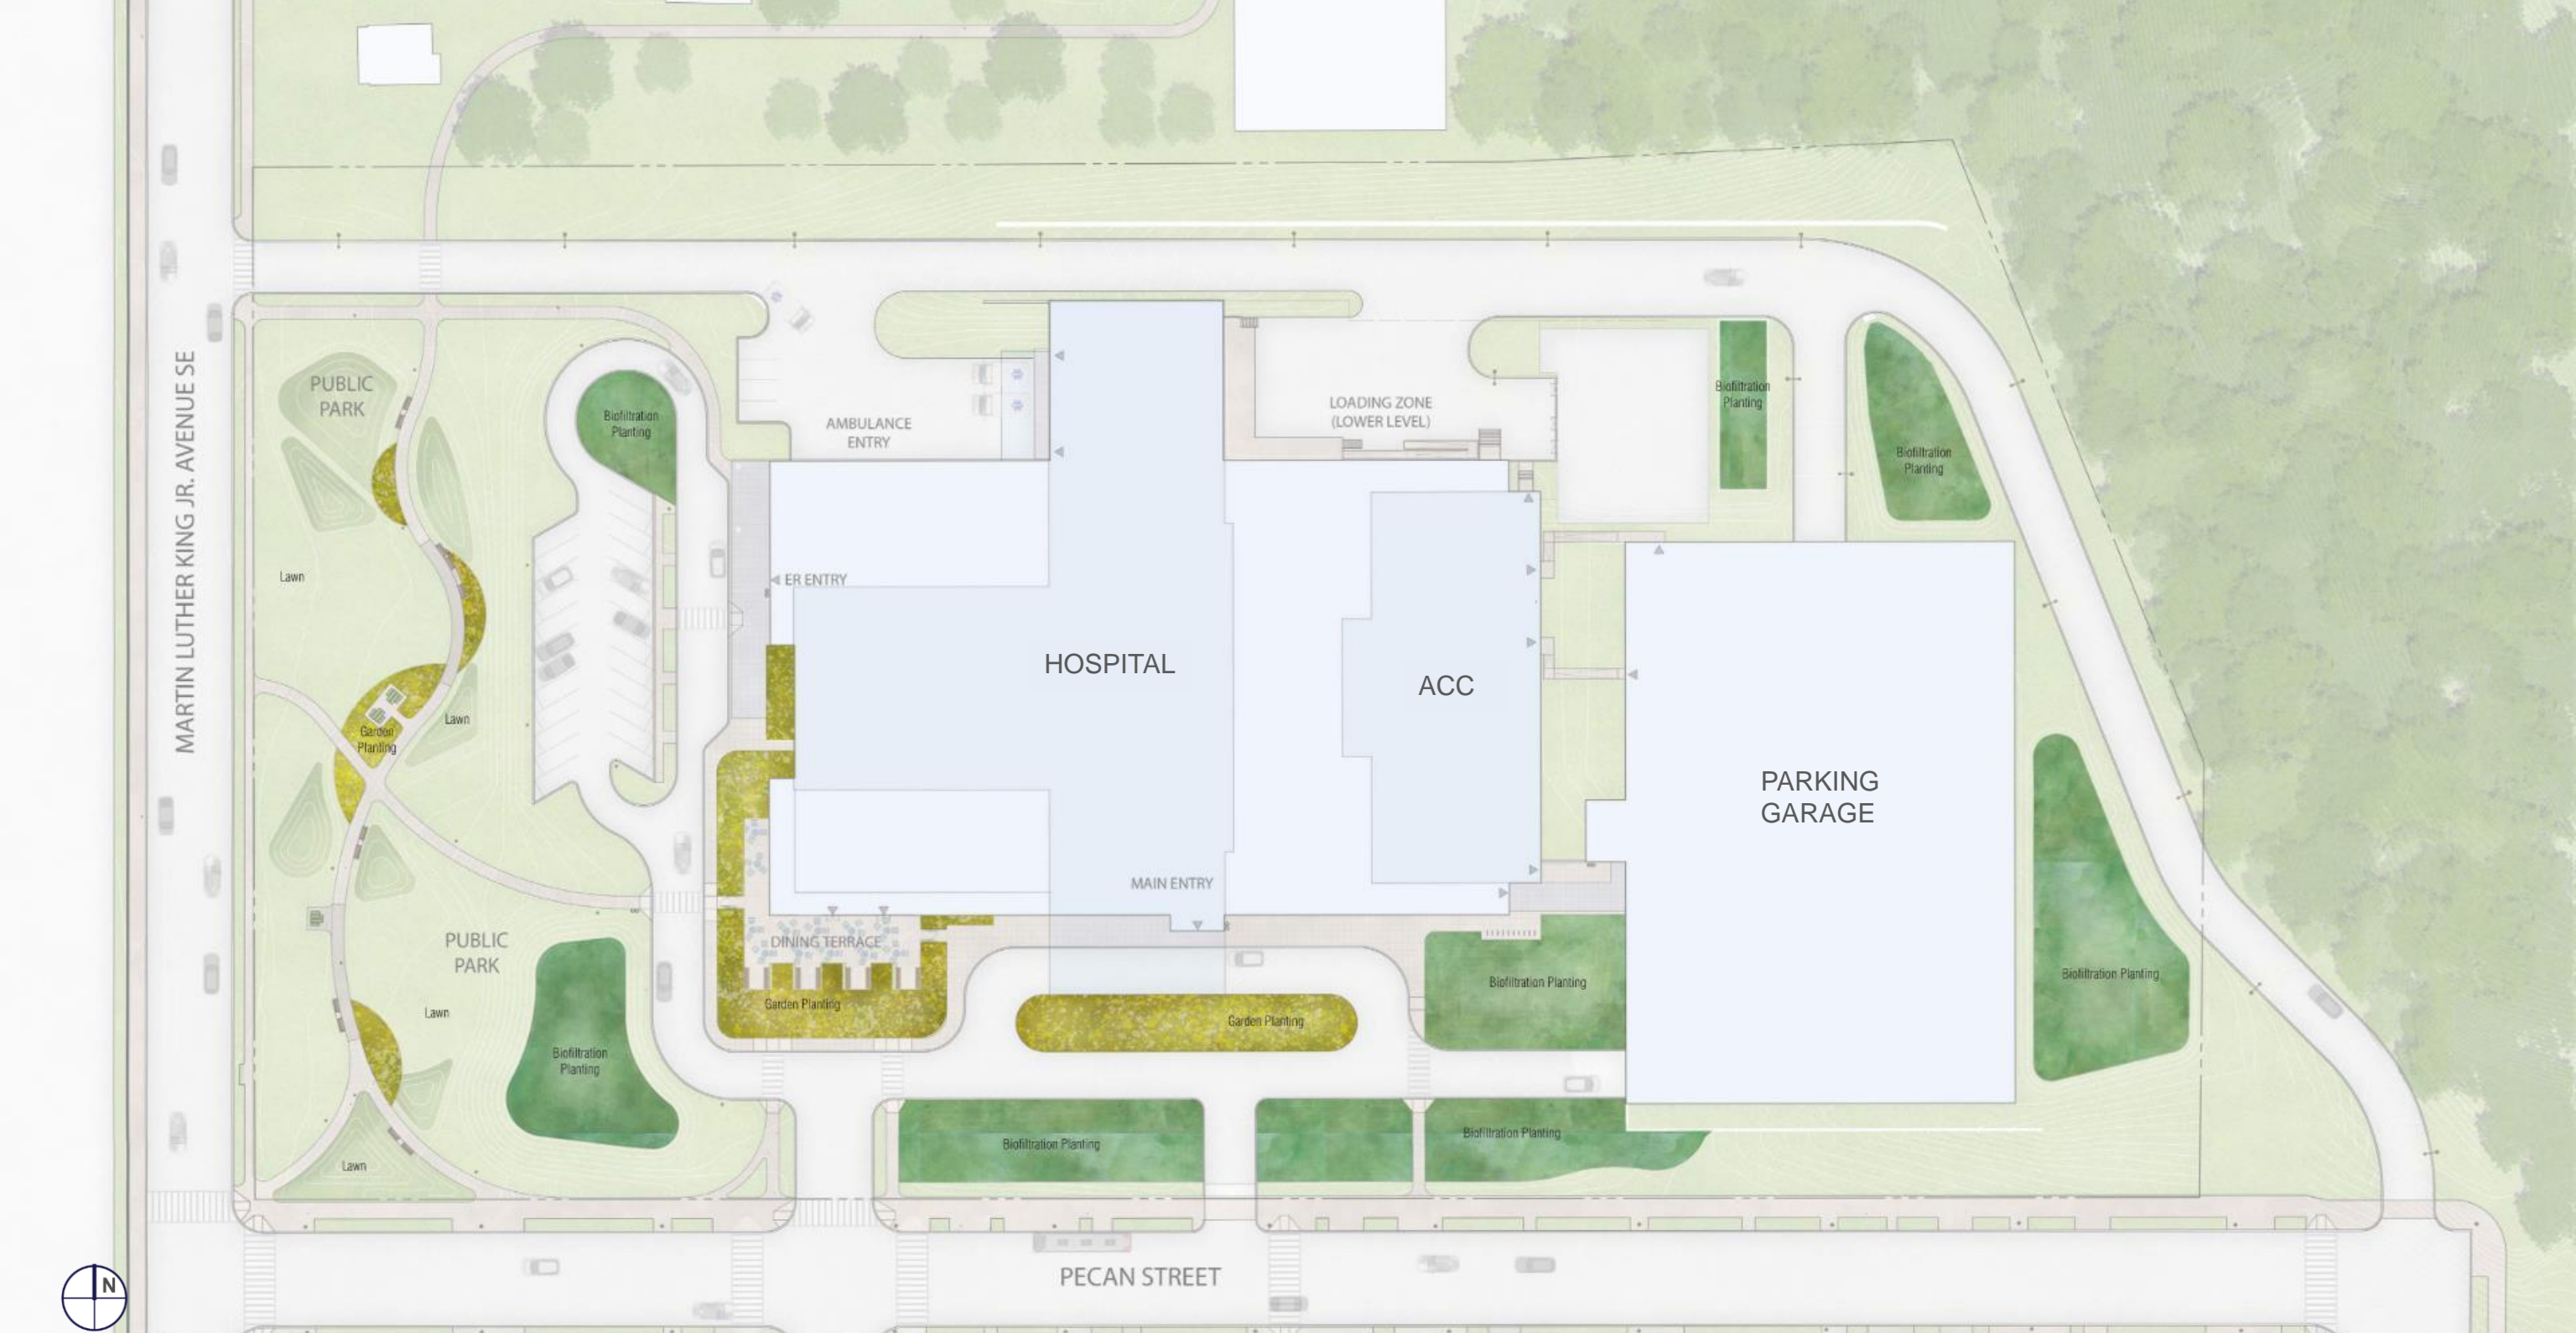 PUBLIC
PARK
Biofiltration
Planting
AMBULANCE
ENTRY
LOADING ZONE
(LOWER LEVEL)
Biofiltration
Planting
Biofiltration
Planting
MARTIN LUTHER KING JR. AVENUE SE
Lawn
ER ENTRY
HOSPITAL
ACC
Lawn
Garden
Planting
PARKING
GARAGE
MAIN ENTRY
PUBLIC
PARK
DINING TERRACE
Biofiltration Planting
Biofiltration Planting
Garden Planting
Lawn
Garden Planting
Biofiltration
Planting
Biofiltration Planting
Biofiltration Planting
Lawn
PECAN STREET
N